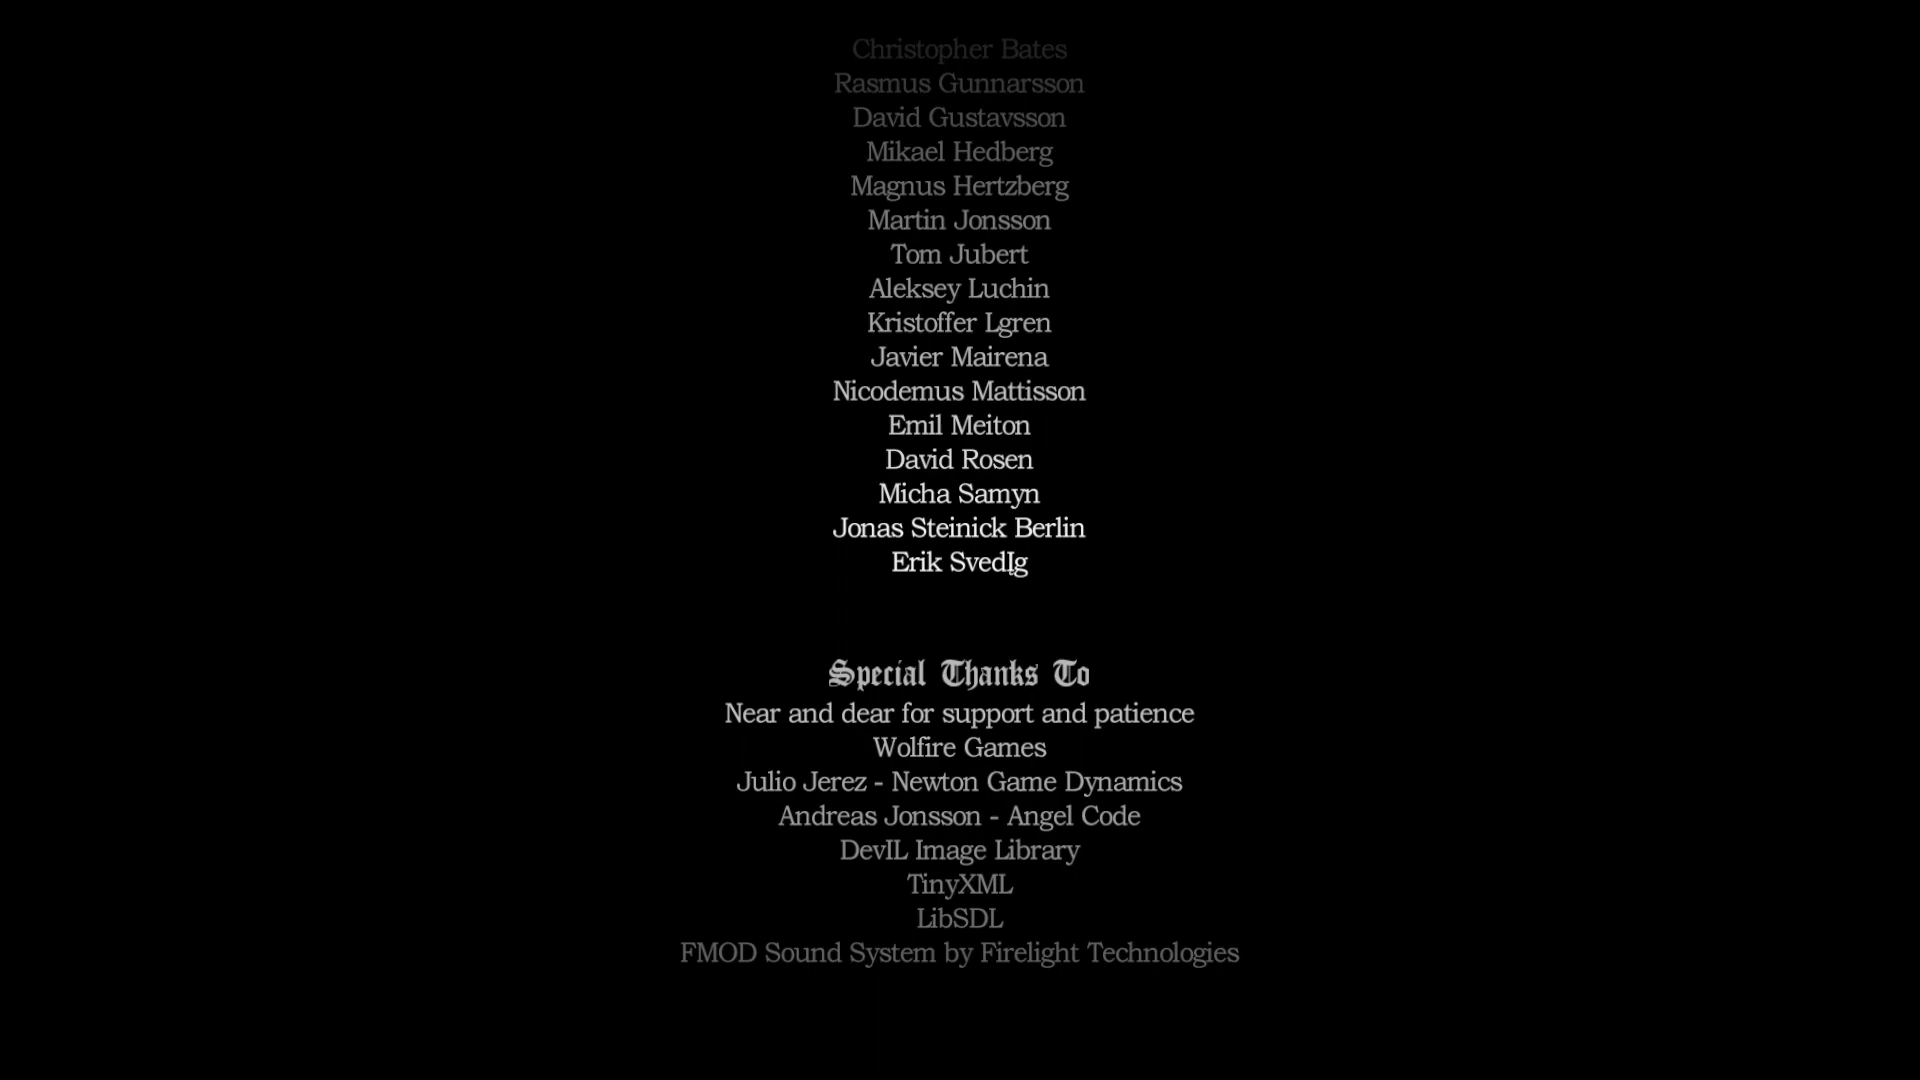 Christopher Bates
Rasmus Gunnarsson
David Gustavsson
Mikael Hedberg
Magnus Hertzberg
Martin Jonsson
Tom Jubert
Aleksey Luchin
Kristoffer Lgren
Javier Mairena
Nicodemus Mattisson
Emil Meiton
David Rosen
Micha Samyn
Jonas Steinick Berlin
Erik SvedĮg
Special Thanks To
Near and dear for support and patience
Wolfire Games
Julio Jerez - Newton Game Dynamics
Andreas Jonsson - Angel Code
DevIL Image Library
TinyXML
LibSDL
FMOD Sound System by Firelight Technologies